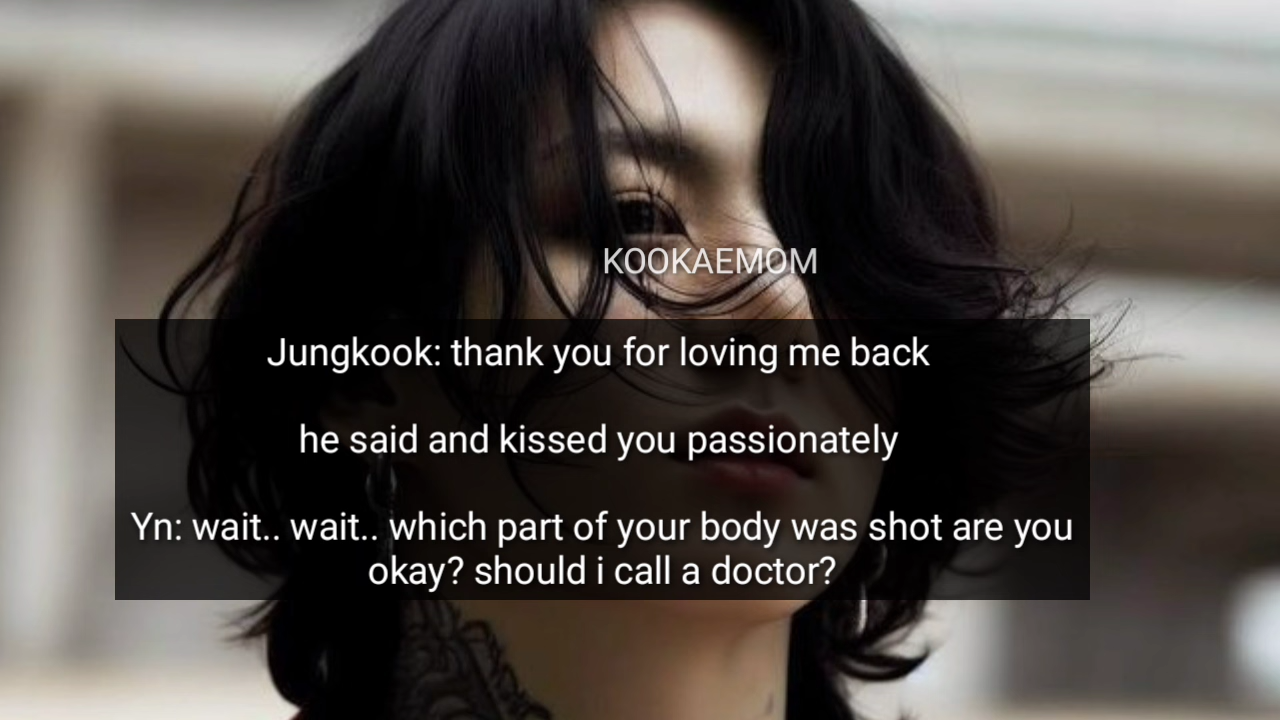 KOOKAEMOM
Jungkook: thank you for loving me back
he said and kissed you passionately
Yn: wait.. wait.. which part of your body was shot are you
okay? should i call a doctor?